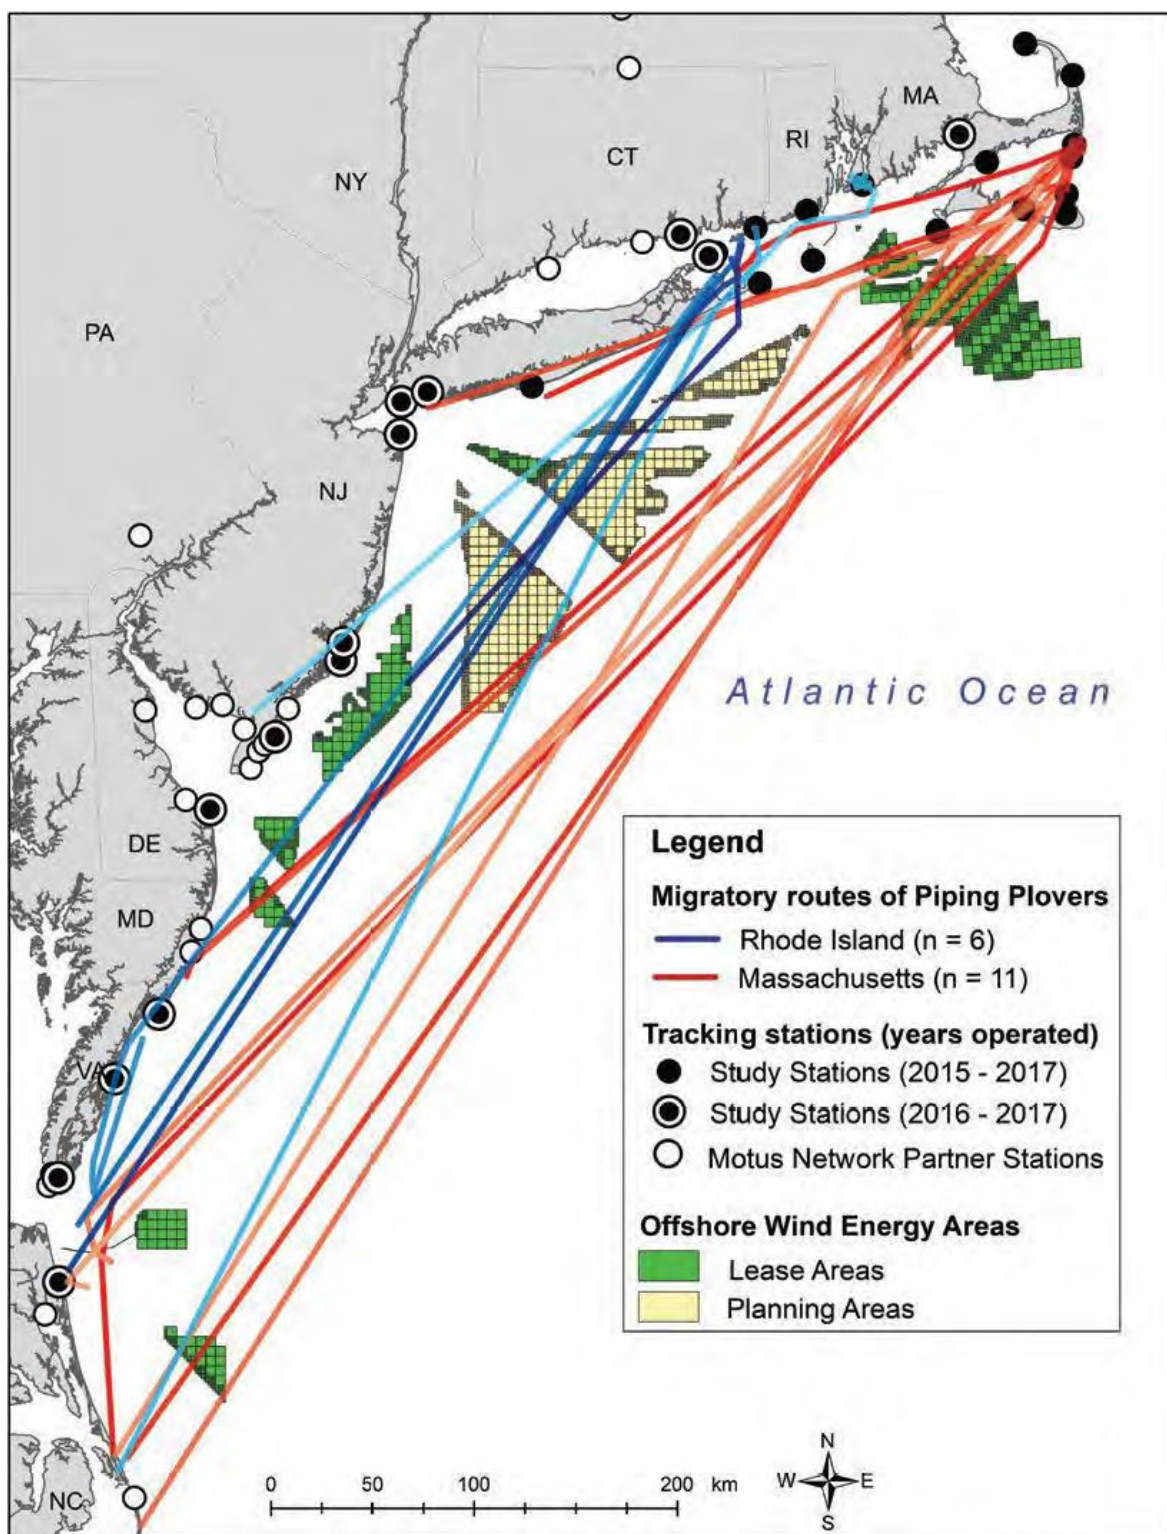 MA
RI
CT
NY
PA
NJ
Atlantic Ocean
DE
MD
VA
NC
Legend
Migratory routes of Piping Plovers
Rhode Island (n = 6)
Massachusetts (n = 11)
Tracking stations (years operated)
Study Stations (2015 - 2017)
Study Stations (2016 - 2017)
Motus Network Partner Stations
Offshore Wind Energy Areas
Lease Areas
Planning Areas
0 50 100 200 km
N
W E
S